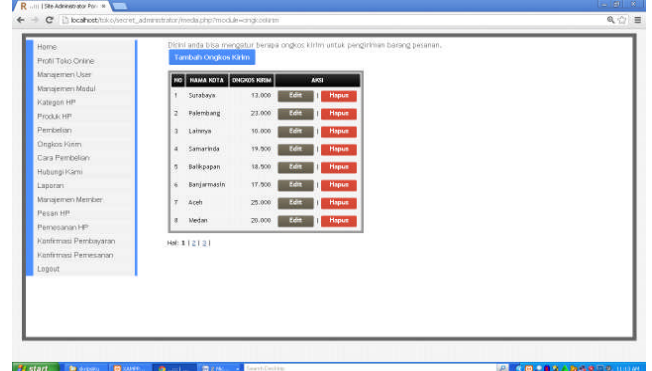 Site Administrator
localhost/toko/secret_administrator/media.php?module=ongkoskirim
Home
Profil Toko Online
Manajemen User
Manajemen Modul
Kategori HP
Produk HP
Pembelian
Ongkos Kirim
Cara Pembelian
Hubungi Kami
Laporan
Manajemen Member
Pesan HP
Pemesanan HP
Konfirmasi Pembayaran
Konfirmasi Pemesanan
Logout
Disini anda bisa mengatur berapa ongkos kirim untuk pengiriman barang pesanan.
Tambah Ongkos Kirim
NO NAMA KOTA ONGKOS KIRIM AKSI
1 Surabaya 13.000 Edit | Hapus
2 Palembang 23.000 Edit | Hapus
3 Lainnya 16.000 Edit | Hapus
4 Samarinda 19.500 Edit | Hapus
5 Balikpapan 18.500 Edit | Hapus
6 Banjarmasin 17.500 Edit | Hapus
7 Aceh 25.000 Edit | Hapus
8 Medan 20.000 Edit | Hapus
Hal: 1 | 2 | 3 |
start
Search Desktop
11:13 AM